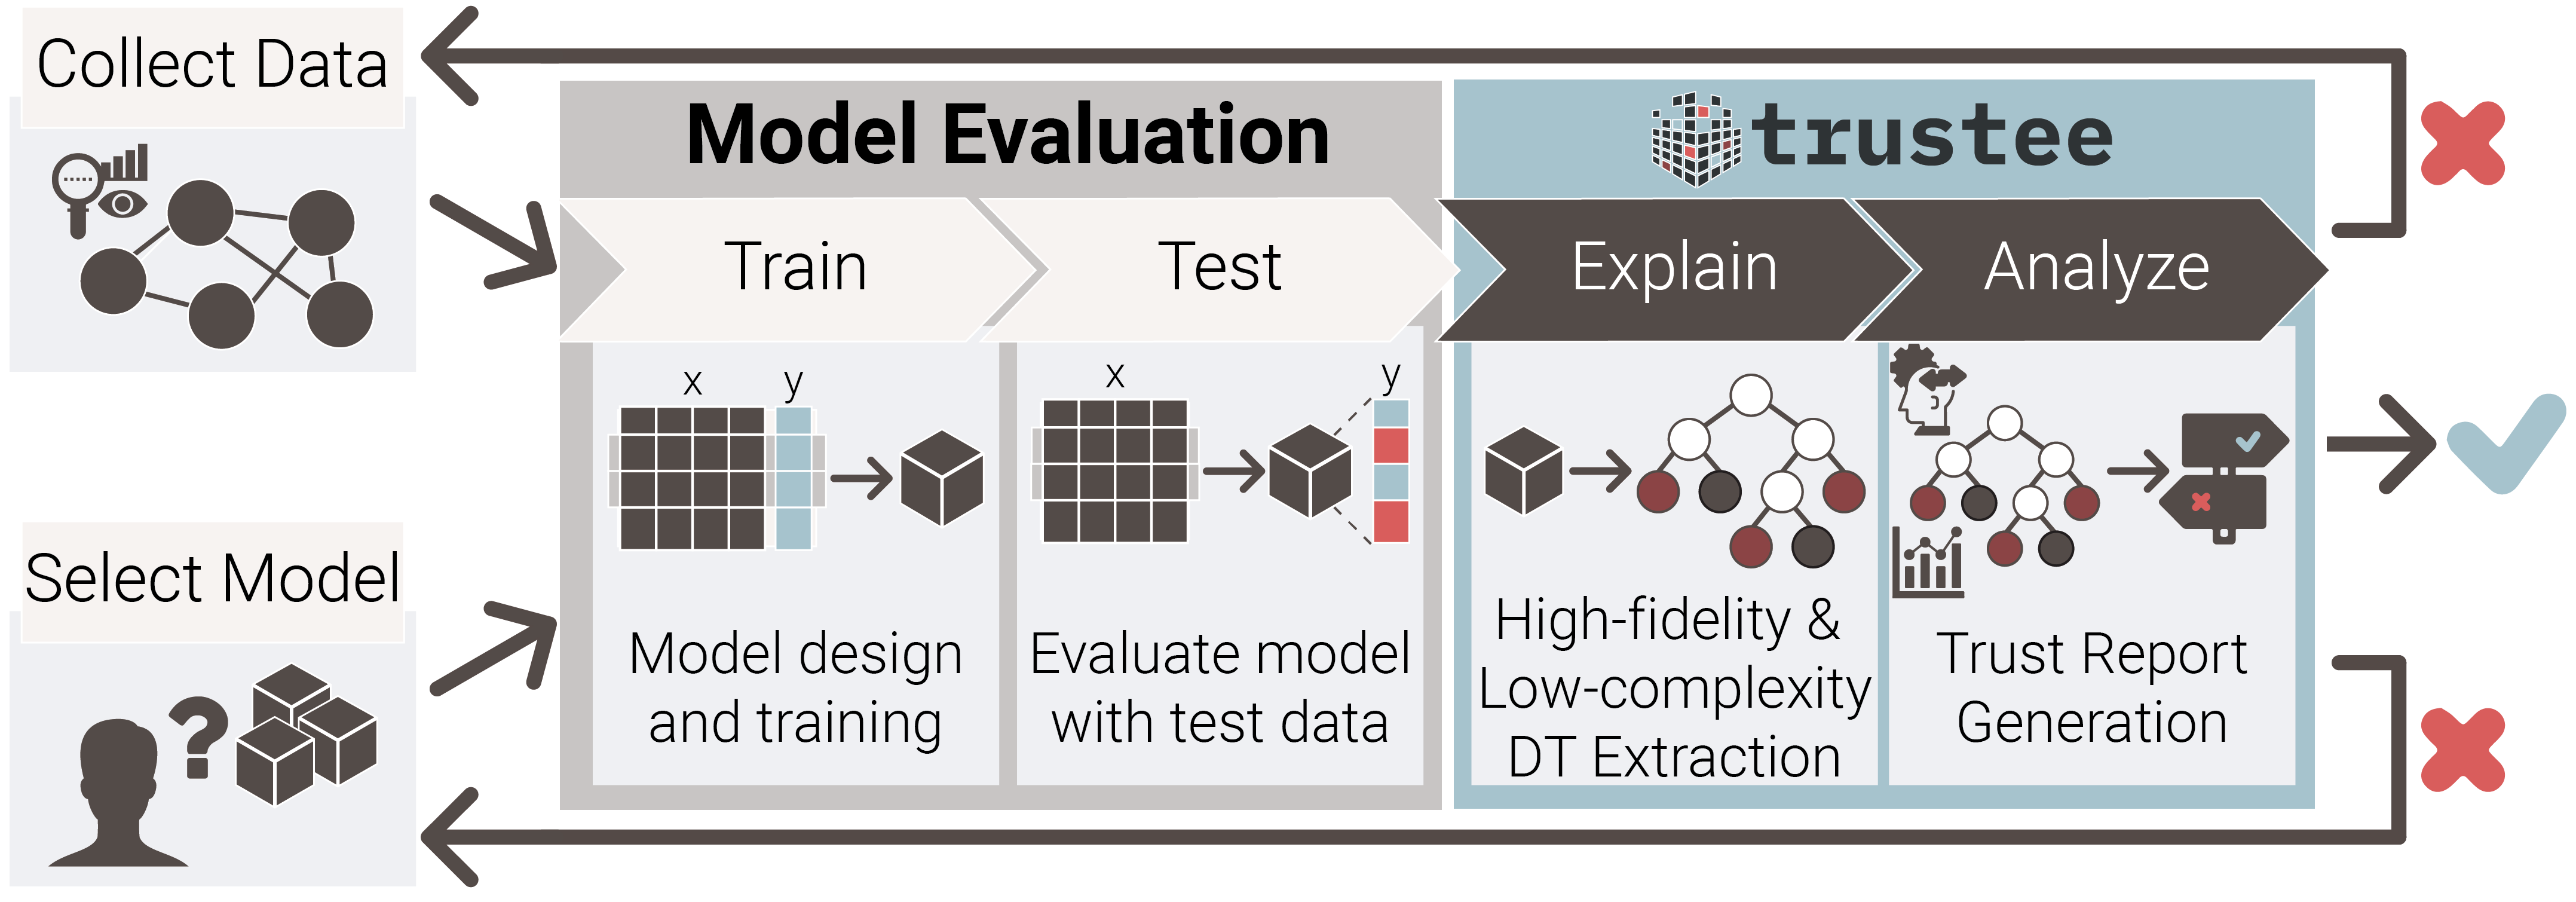 Collect Data
Model Evaluation
trustee
Train
Test
Explain
Analyze
x
y
x
y
Select Model
Model design
and training
Evaluate model
with test data
High-fidelity &
Low-complexity
DT Extraction
Trust Report
Generation
?